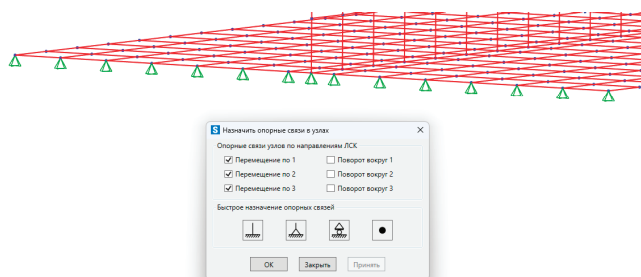 S Назначить опорные связи в узлах
Опорные связи узлов по направлениям ЛСК
Перемещение по 1 Поворот вокруг 1
Перемещение по 2 Поворот вокруг 2
Перемещение по 3 Поворот вокруг 3
Быстрое назначение опорных связей
ОК Закрыть Принять